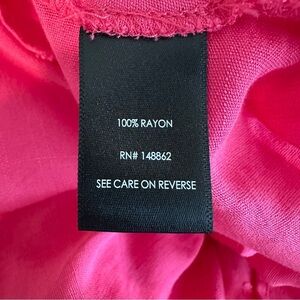 100% RAYON
RN# 148862
SEE CARE ON REVERSE